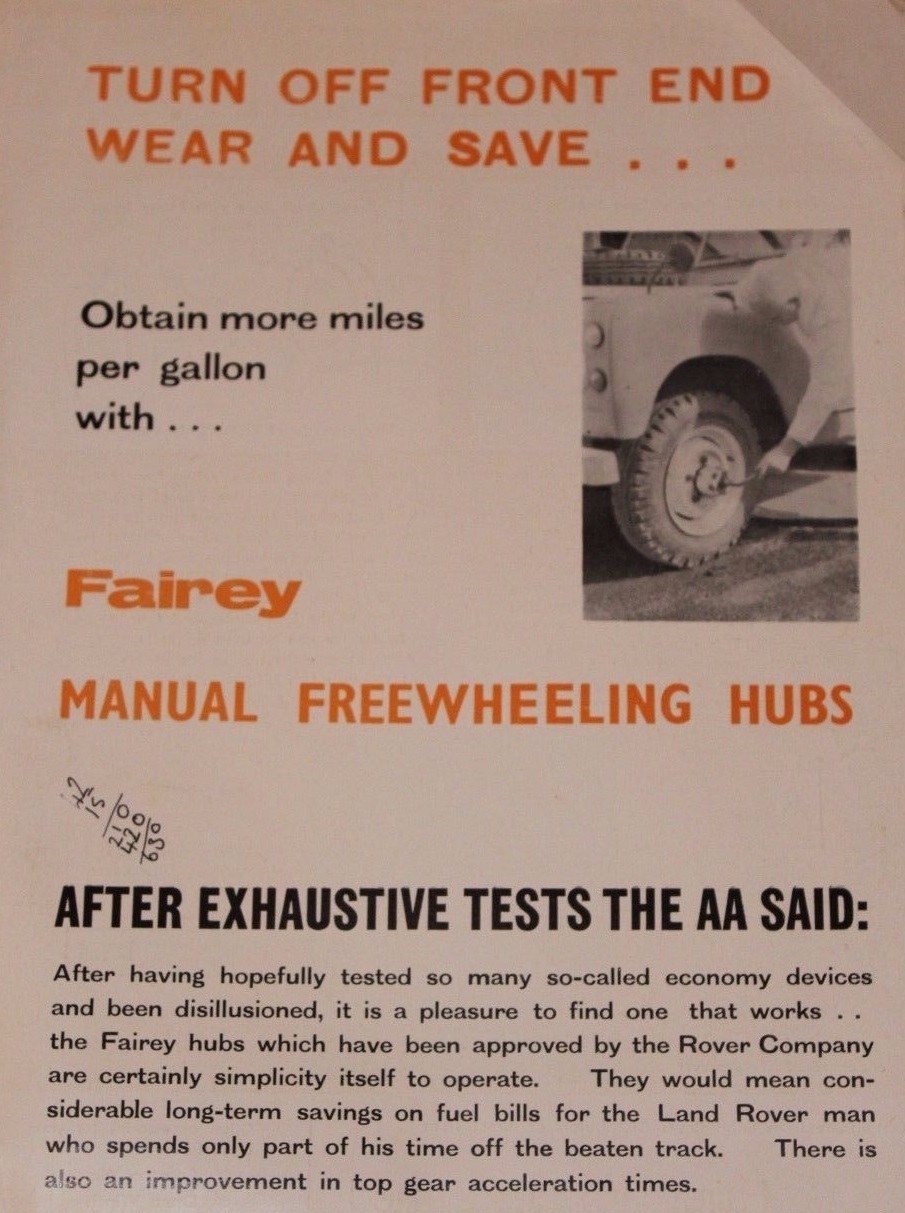 TURN OFF FRONT END
WEAR AND SAVE . . .
Obtain more miles
per gallon
with . . .
Fairey
MANUAL FREEWHEELING HUBS
15
00
210
420
630
AFTER EXHAUSTIVE TESTS THE AA SAID:
After having hopefully tested so many so-called economy devices
and been disillusioned, it is a pleasure to find one that works . .
the Fairey hubs which have been approved by the Rover Company
are certainly simplicity itself to operate. They would mean con-
siderable long-term savings on fuel bills for the Land Rover man
who spends only part of his time off the beaten track. There is
also an improvement in top gear acceleration times.